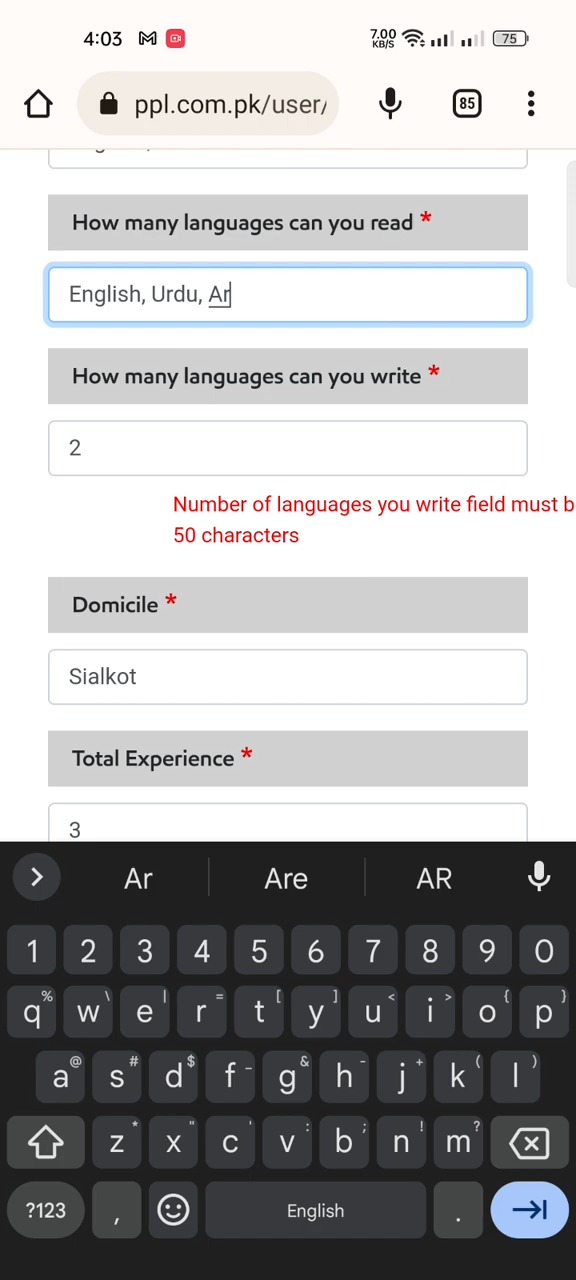 4:03
7.00
KB/S
75
ppl.com.pk/user/
85
How many languages can you read *
English, Urdu, Ar
How many languages can you write *
2
Number of languages you write field must b
50 characters
Domicile *
Sialkot
Total Experience *
3
Ar Are AR
1 2 3 4 5 6 7 8 9 0
q% w\ e| r= t[ y] u< i> o{ p}
a@ s# d$ f_ g& h- j+ k( l)
z* x" c' v: b; n! m?
?123 , English .